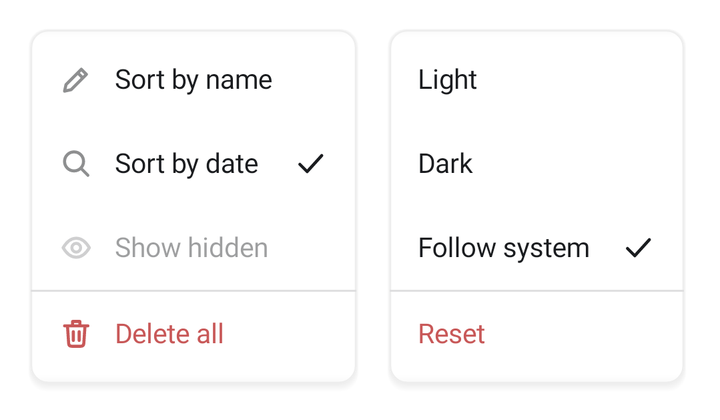 Sort by name
Sort by date
Show hidden
Delete all
Light
Dark
Follow system
Reset